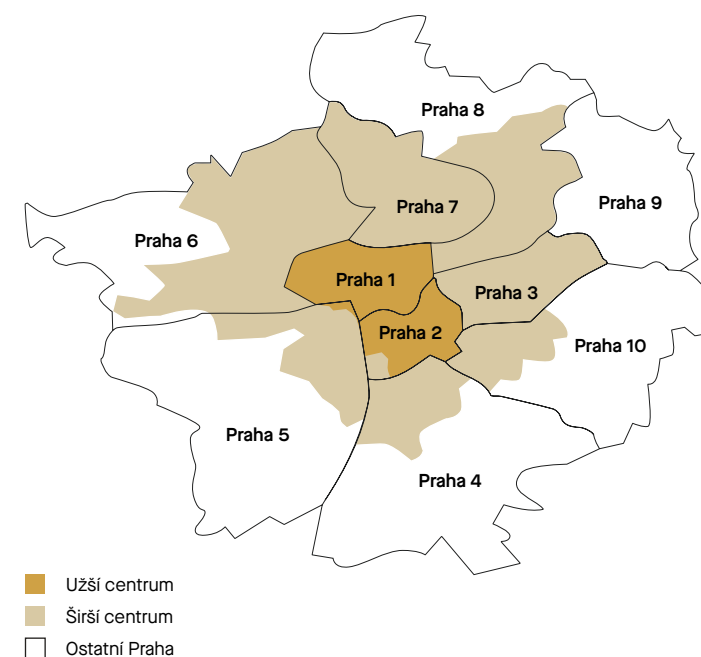 Praha 8
Praha 9
Praha 7
Praha 6
Praha 1
Praha 3
Praha 2
Praha 10
Praha 5
Praha 4
Užší centrum
Širší centrum
Ostatní Praha